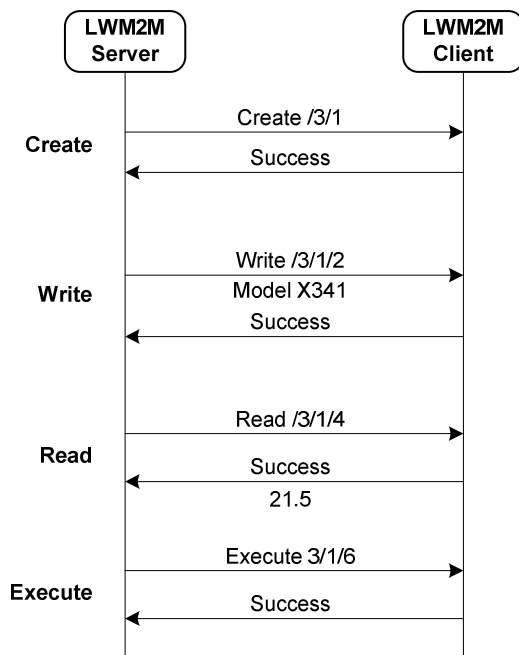 LWM2M
Server
LWM2M
Client
Create /3/1
Create
Success
Write /3/1/2
Write
Model X341
Success
Read /3/1/4
Read
Success
21.5
Execute 3/1/6
Execute
Success